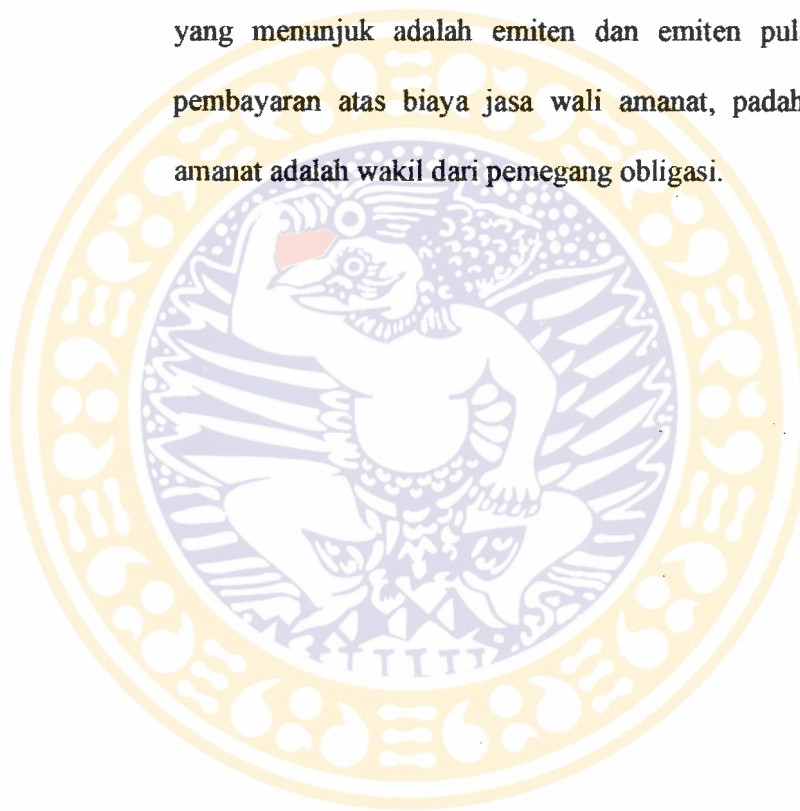 yang menunjuk adalah emiten dan emiten pul
pembayaran atas biaya jasa wali amanat, padah
amanat adalah wakil dari pemegang obligasi.